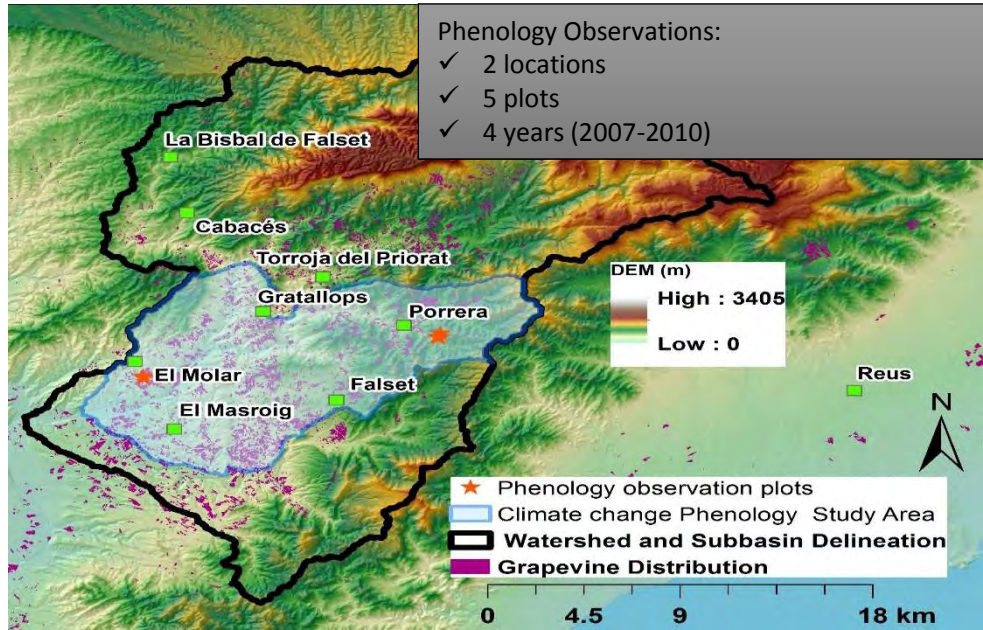 Phenology Observations:
✓ 2 locations
✓ 5 plots
✓ 4 years (2007-2010)
La Bisbal de Falset
Cabacés
Torroja del Priorat
Gratallops
Porrera
El Molar
Falset
El Masroig
Reus
DEM (m)
High : 3405
Low : 0
N
Phenology observation plots
Climate change Phenology Study Area
Watershed and Subbasin Delineation
Grapevine Distribution
0 4.5 9 18 km